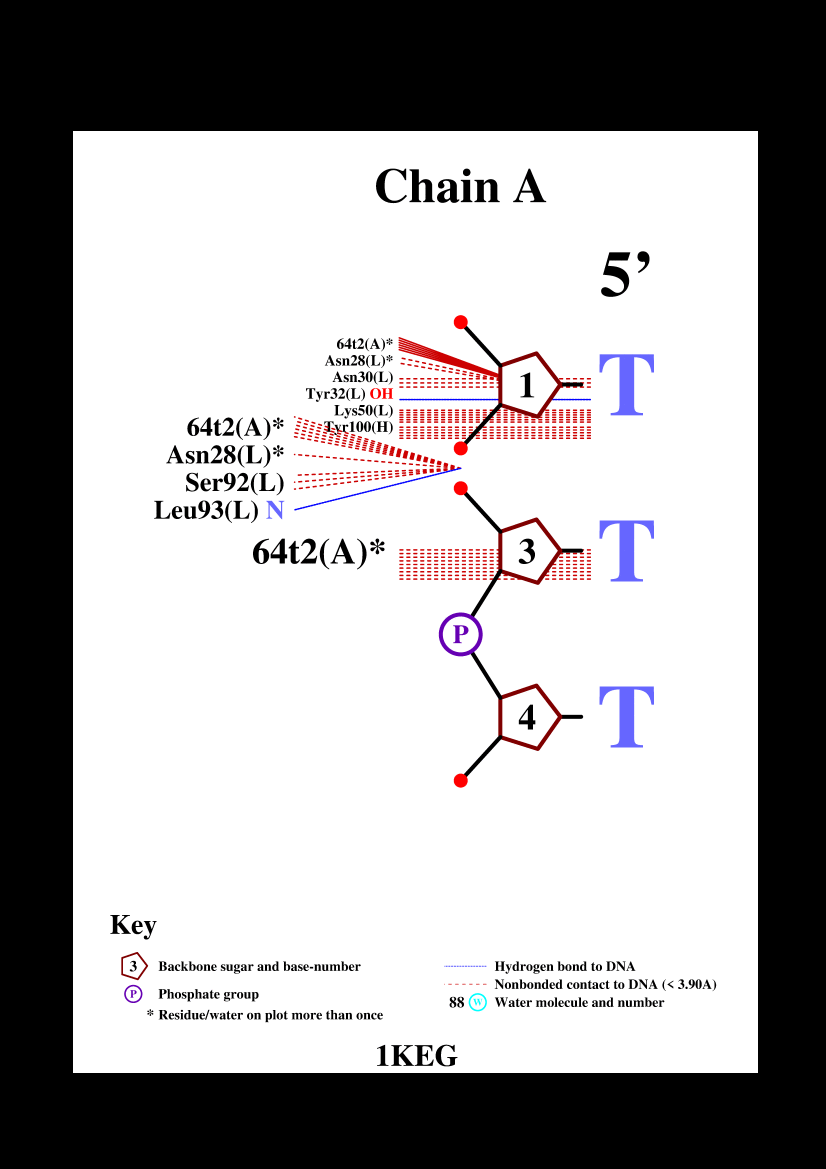 Chain A
5’
64t2(A)*
Asn28(L)*
Asn30(L)
Tyr32(L) OH
Lys50(L)
Tyr100(H)
1
T
64t2(A)*
Asn28(L)*
Ser92(L)
Leu93(L) N
64t2(A)*
3
T
P
4
T
Key
3 Backbone sugar and base-number
P Phosphate group
* Residue/water on plot more than once
Hydrogen bond to DNA
Nonbonded contact to DNA (< 3.90A)
88 W Water molecule and number
1KEG